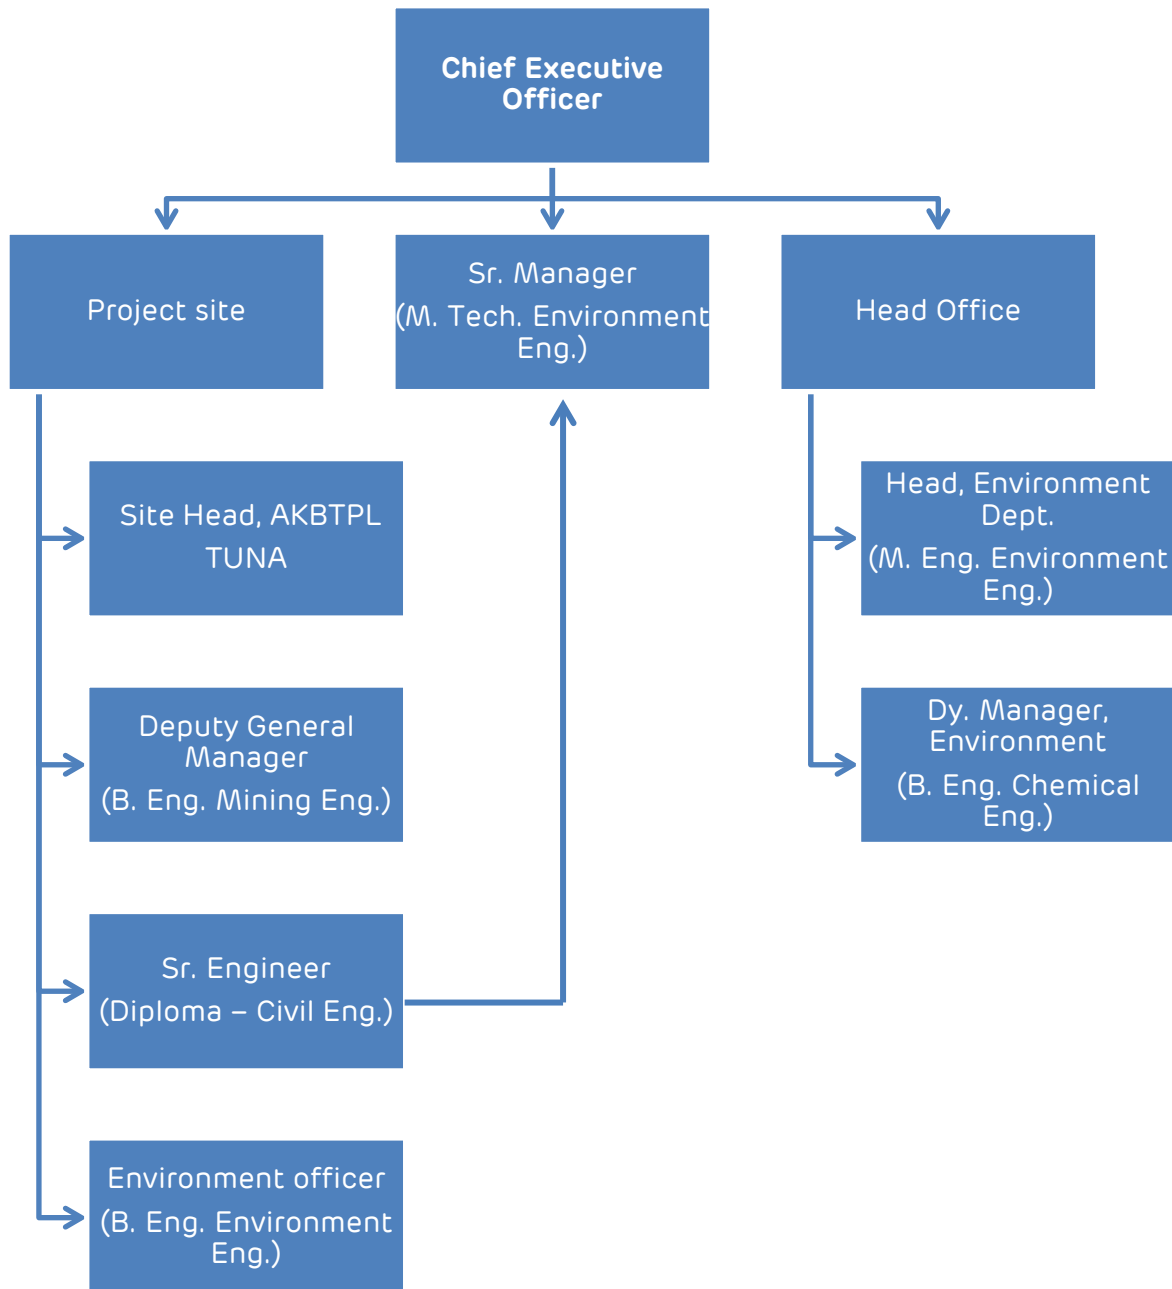 Chief Executive
Officer
Project site
Sr. Manager
(M. Tech. Environment
Eng.)
Head Office
Site Head, AKBTPL
TUNA
Head, Environment
Dept.
(M. Eng. Environment
Eng.)
Deputy General
Manager
(B. Eng. Mining Eng.)
Dy. Manager,
Environment
(B. Eng. Chemical
Eng.)
Sr. Engineer
(Diploma – Civil Eng.)
Environment officer
(B. Eng. Environment
Eng.)